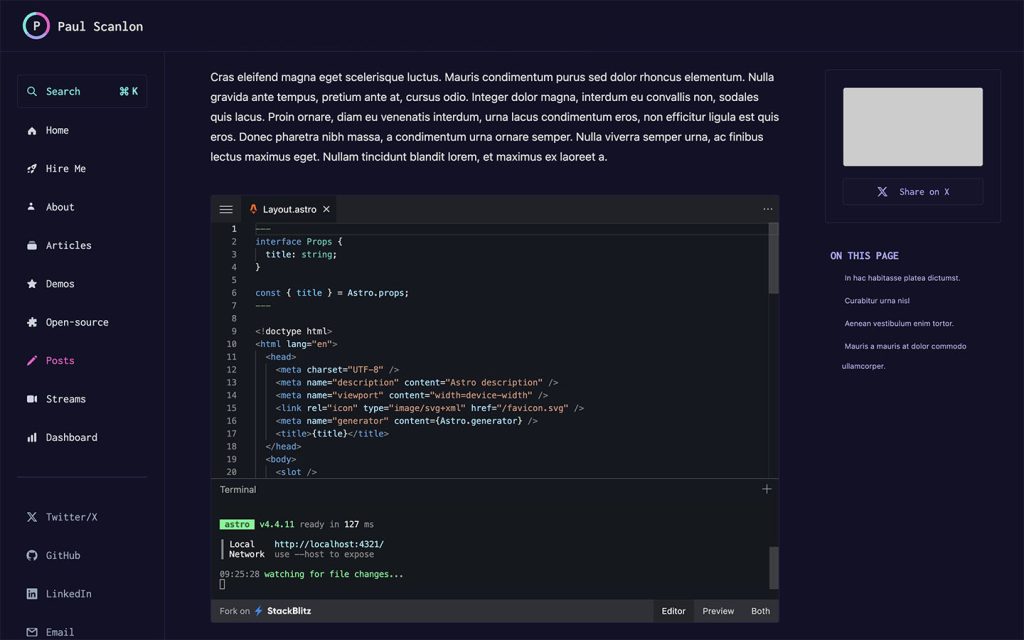 P Paul Scanlon
Search ⌘ K
Home
Hire Me
About
Articles
Demos
Open-source
Posts
Streams
Dashboard
Twitter/X
GitHub
LinkedIn
Email
Cras eleifend magna eget scelerisque luctus. Mauris condimentum purus sed dolor rhoncus elementum. Nulla
gravida ante tempus, pretium ante at, cursus odio. Integer dolor magna, interdum eu convallis non, sodales
quis lacus. Proin ornare, diam eu venenatis interdum, urna lacus condimentum eros, non efficitur ligula est quis
eros. Donec pharetra nibh massa, a condimentum urna ornare semper. Nulla viverra semper urna, ac finibus
lectus maximus eget. Nullam tincidunt blandit lorem, et maximus ex laoreet a.
Layout.astro
1 ---
2 interface Props {
3   title: string;
4 }
5
6 const { title } = Astro.props;
7 ---
8
9 <!doctype html>
10 <html lang="en">
11   <head>
12     <meta charset="UTF-8" />
13     <meta name="description" content="Astro description" />
14     <meta name="viewport" content="width=device-width" />
15     <link rel="icon" type="image/svg+xml" href="/favicon.svg" />
16     <meta name="generator" content={Astro.generator} />
17     <title>{title}</title>
18   </head>
19   <body>
20     <slot />
Terminal
astro v4.4.11 ready in 127 ms
Local http://localhost:4321/
Network use --host to expose
09:25:28 watching for file changes...
Fork on StackBlitz
Editor Preview Both
Share on X
ON THIS PAGE
In hac habitasse platea dictumst.
Curabitur urna nisl
Aenean vestibulum enim tortor.
Mauris a mauris at dolor commodo
ullamcorper.